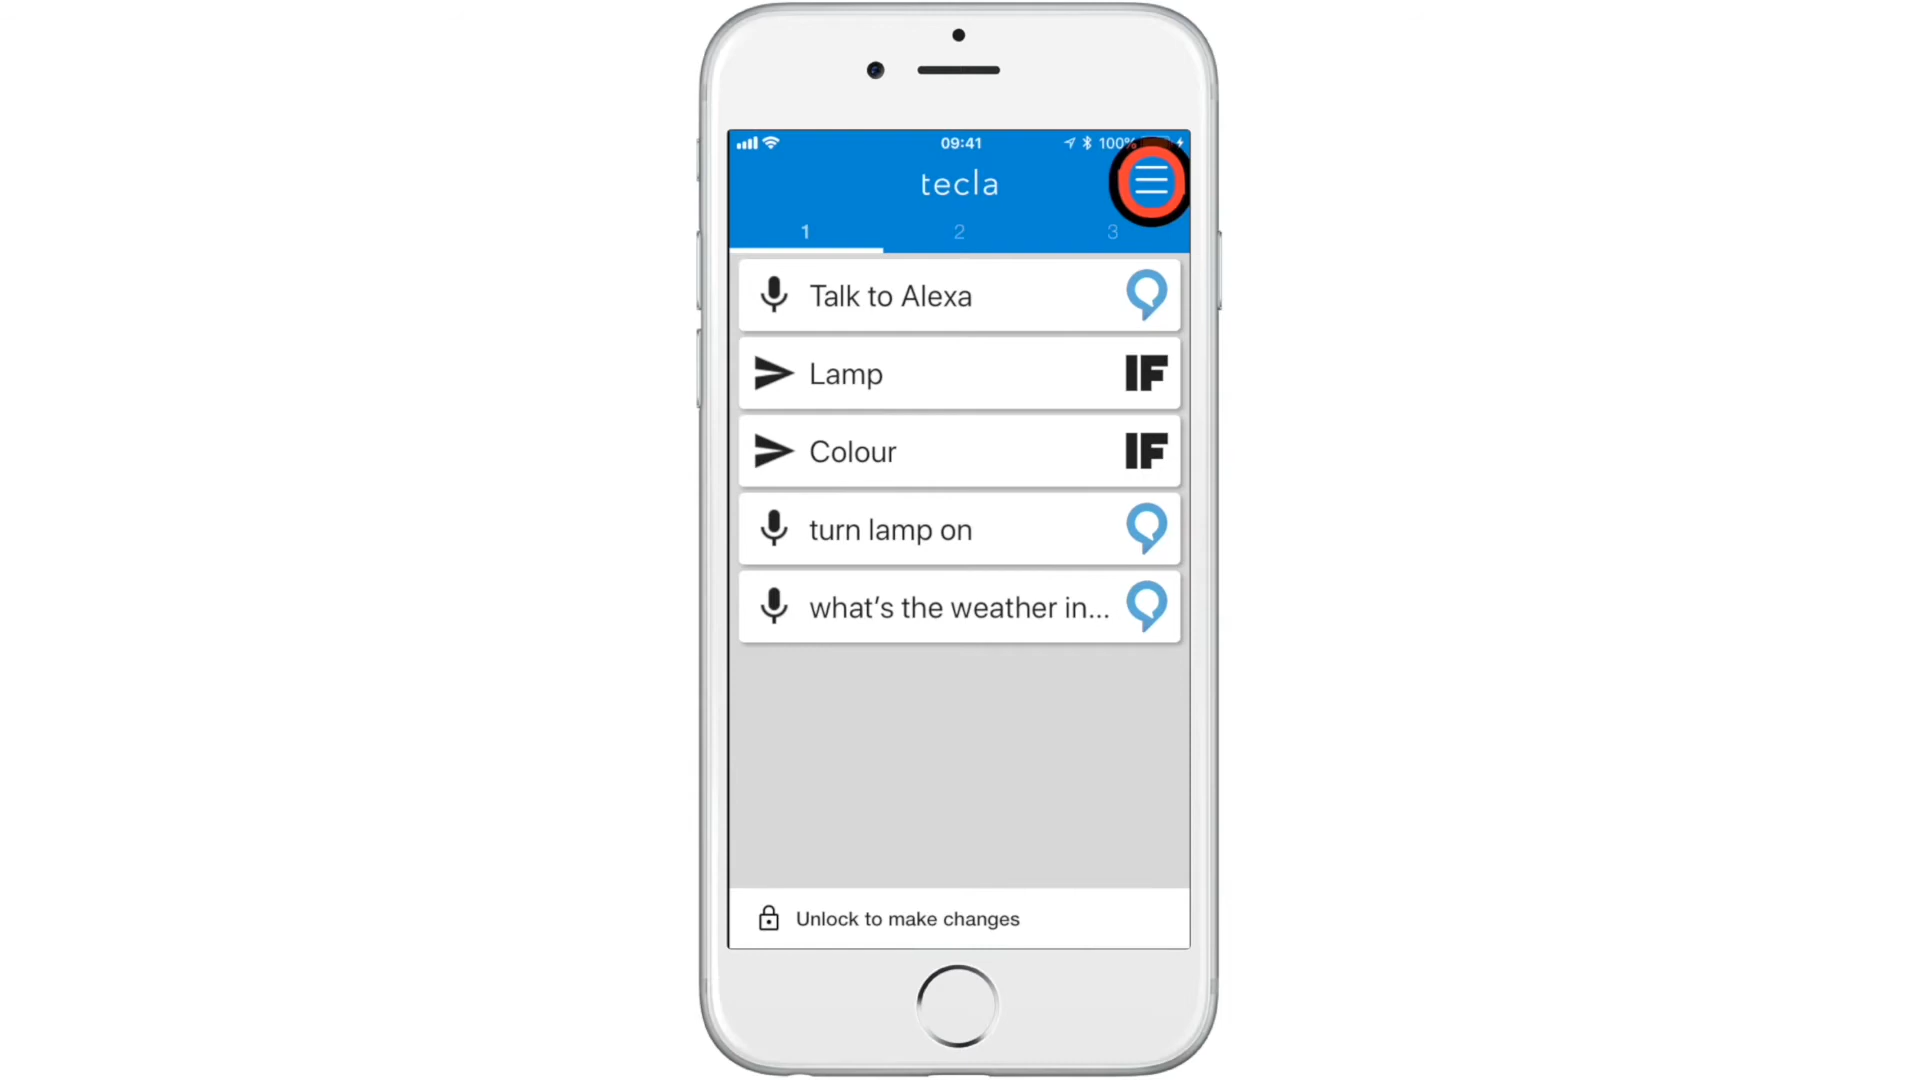 09:41 100%
tecla
1 2 3
Talk to Alexa
Lamp IF
Colour IF
turn lamp on
what's the weather in...
Unlock to make changes